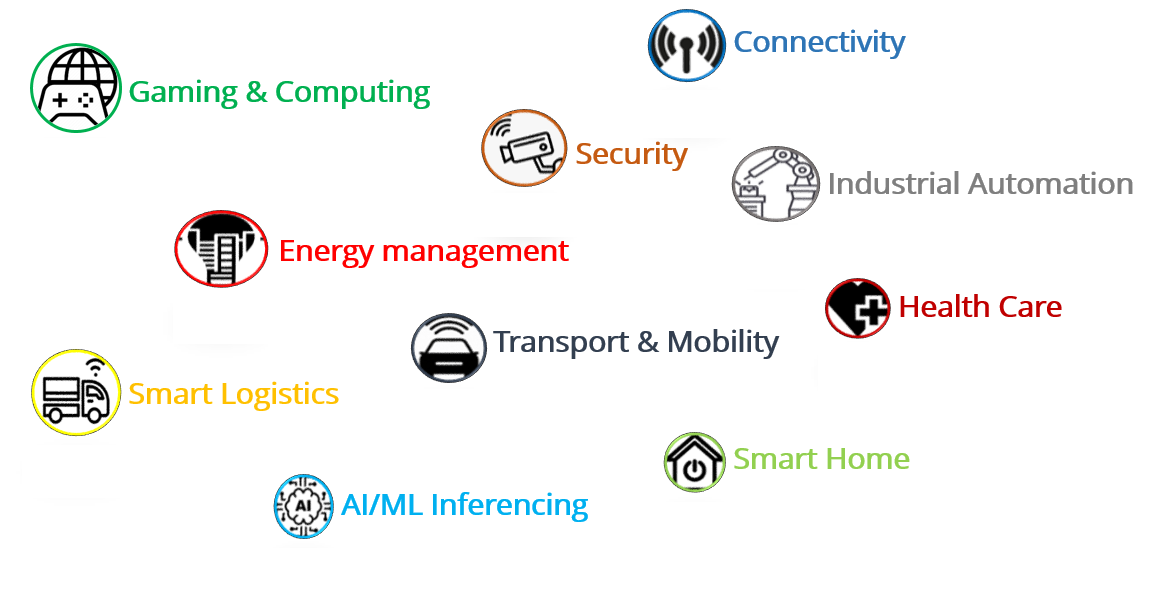 Connectivity
Gaming & Computing
Security
Industrial Automation
Energy management
Health Care
Transport & Mobility
Smart Logistics
Smart Home
AI
AI/ML Inferencing